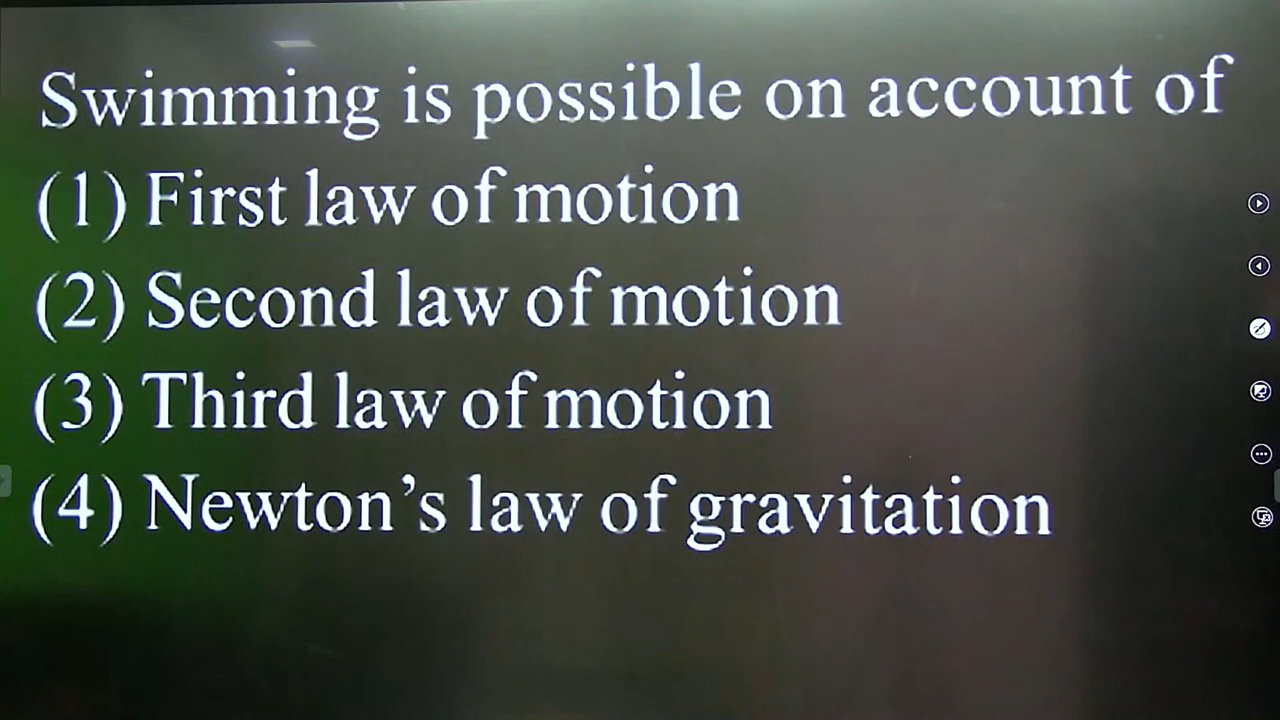 Swimming is possible on account of
(1) First law of motion
(2) Second law of motion
(3) Third law of motion
(4) Newton's law of gravitation